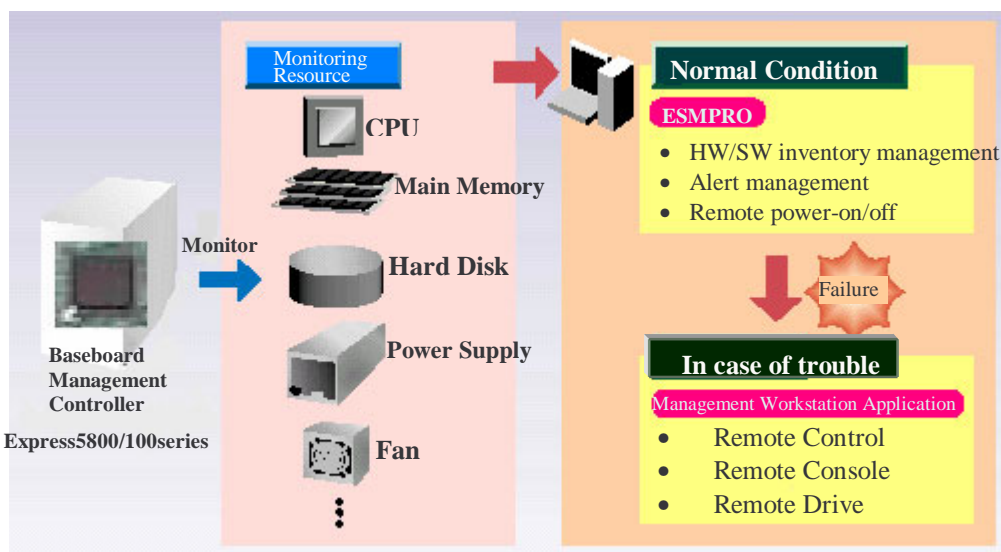 Monitoring
Resource
CPU
Main Memory
Monitor
Hard Disk
Power Supply
Fan
Baseboard
Management
Controller
Express5800/100series
Normal Condition
ESMPRO
• HW/SW inventory management
• Alert management
• Remote power-on/off
Failure
In case of trouble
Management Workstation Application
• Remote Control
• Remote Console
• Remote Drive